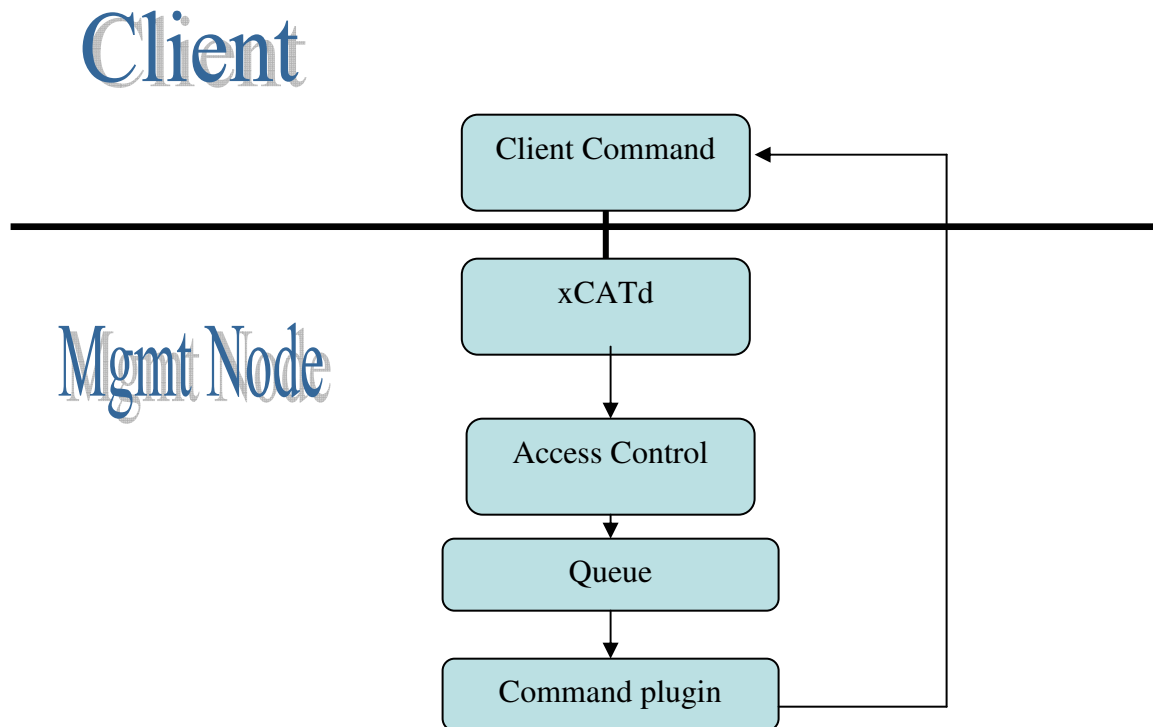 Client
Client Command
xCATd
Mgmt Node
Access Control
Queue
Command plugin